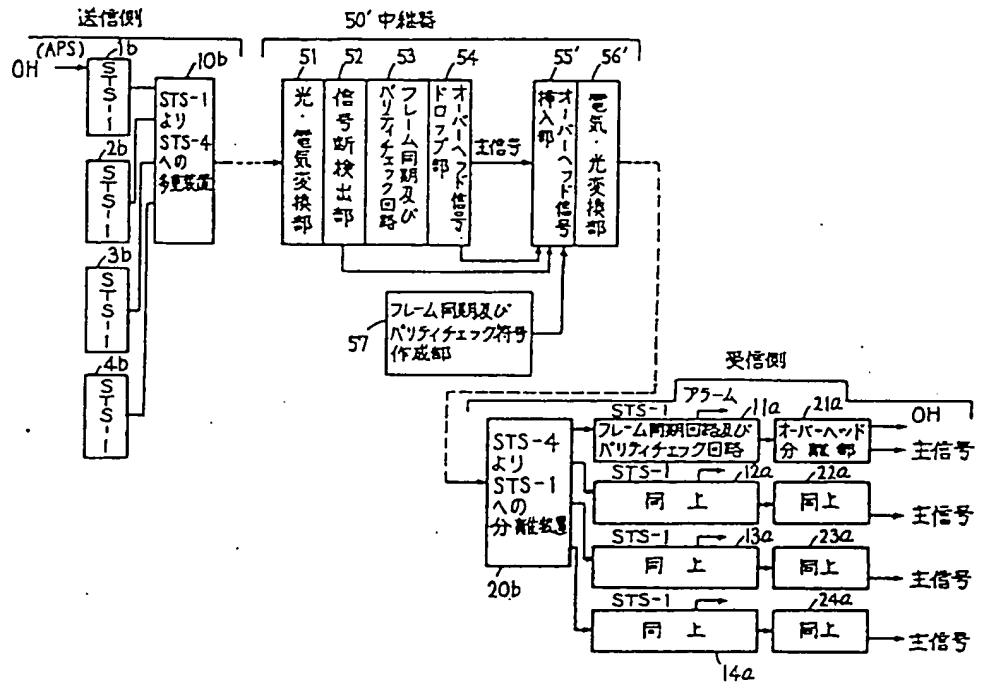 送信側
50′中継器
(APS)
OH
1b
STS-1
2b
STS-1
3b
STS-1
4b
STS-1
10b
STS-1
より
STS-4
への
多重装置
51
光・電気変換部
52
信号断検出部
53
フレーム同期及び
パリティチェック回路
54
オーバーヘッド信号・
ドロップ部
主信号
55′
オーバーヘッド信号
挿入部
56′
電気・光変換部
57
フレーム同期及び
パリティチェック符号
作成部
受信側
STS-4
より
STS-1
への
分離装置
20b
STS-1
アラーム
11a
フレーム同期回路及び
パリティチェック回路
21a
オーバーヘッド
分離部
OH
主信号
STS-1
12a
同上
22a
同上
主信号
STS-1
13a
同上
23a
同上
主信号
STS-1
同上
14a
24a
同上
主信号